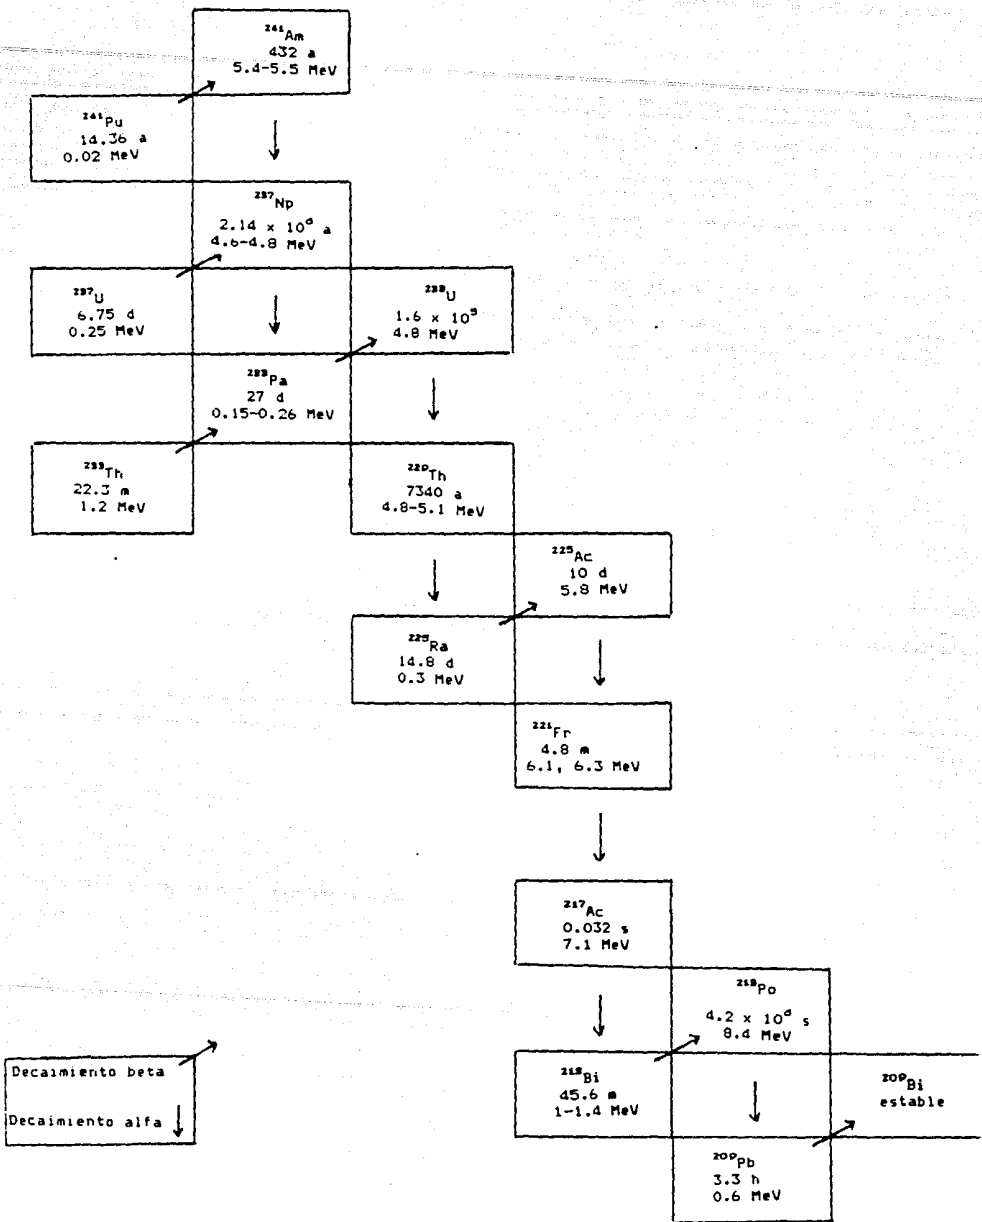 ²⁴¹Am
432 a
5.4-5.5 MeV
²⁴¹Pu
14.36 a
0.02 MeV
²³⁷Np
2.14 x 10⁶ a
4.6-4.8 MeV
²³⁷U
6.75 d
0.25 MeV
²³³U
1.6 x 10⁵
4.8 MeV
²³³Pa
27 d
0.15-0.26 MeV
²³³Th
22.3 m
1.2 MeV
²²⁹Th
7340 a
4.8-5.1 MeV
²²⁵Ac
10 d
5.8 MeV
²²⁵Ra
14.8 d
0.3 MeV
²²¹Fr
4.8 m
6.1, 6.3 MeV
²¹⁷Ac
0.032 s
7.1 MeV
²¹³Po
4.2 x 10⁶ s
8.4 MeV
²¹³Bi
45.6 m
1-1.4 MeV
²⁰⁹Bi
estable
²⁰⁹Pb
3.3 h
0.6 MeV
Decaimiento beta
Decaimiento alfa